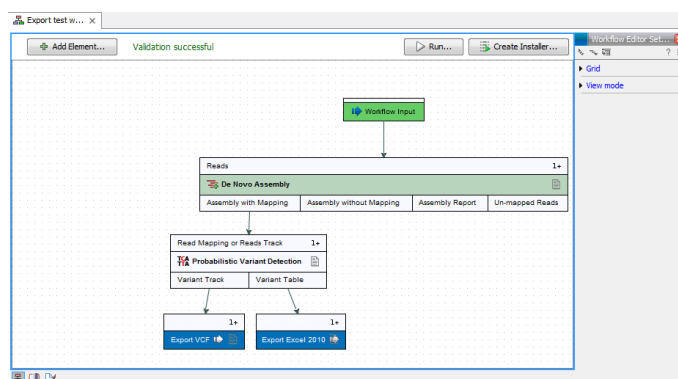 Export test w... x
Add Element...
Validation successful
Run...
Create Installer...
Workflow Editor Set...
?
Grid
View mode
Workflow Input
Reads 1+
De Novo Assembly
Assembly with Mapping Assembly without Mapping Assembly Report Un-mapped Reads
Read Mapping or Reads Track 1+
Probabilistic Variant Detection
Variant Track Variant Table
1+ 1+
Export VCF Export Excel 2010